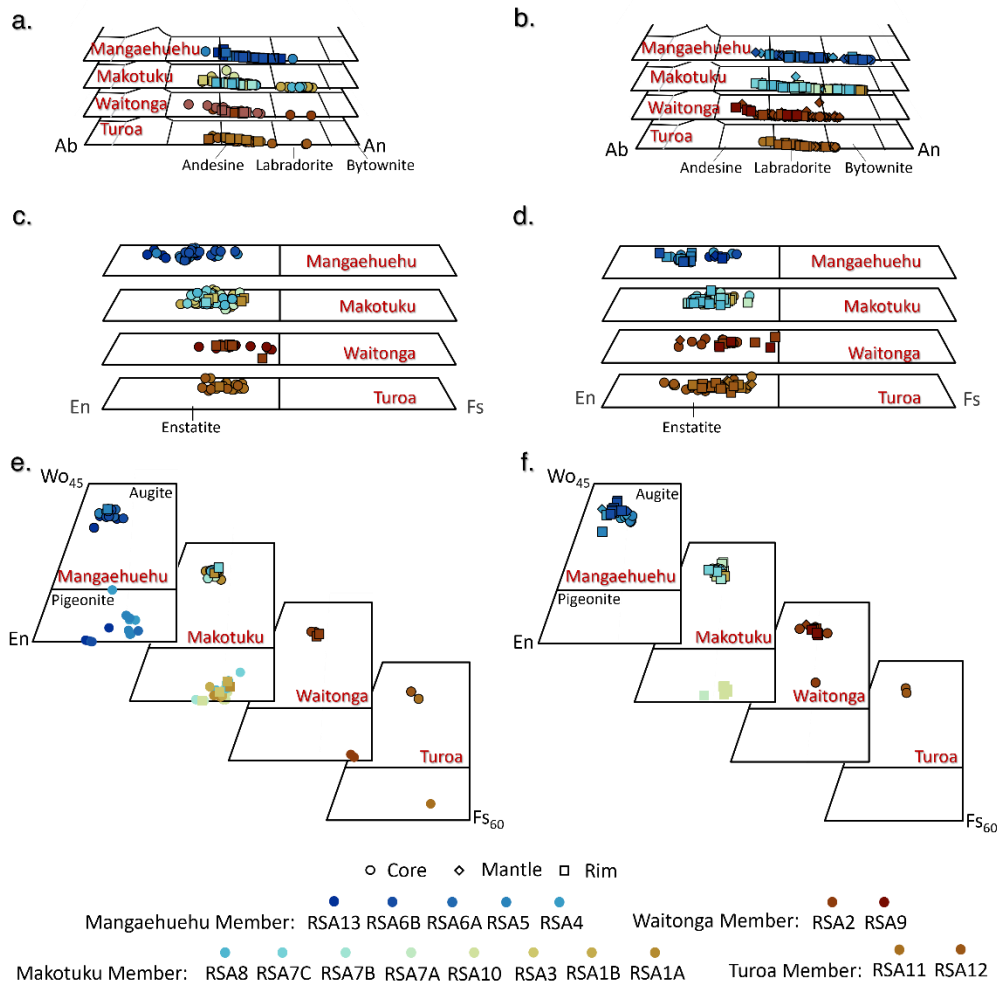 a.
Mangaehuehu
Makotuku
Waitonga
Turoa
Ab
An
Andesine
Labradorite
Bytownite
b.
Mangaehuehu
Makotuku
Waitonga
Turoa
Ab
An
Andesine
Labradorite
Bytownite
c.
Mangaehuehu
Makotuku
Waitonga
Turoa
En
Fs
Enstatite
d.
Mangaehuehu
Makotuku
Waitonga
Turoa
En
Fs
Enstatite
e.
Wo45
Augite
Mangaehuehu
Pigeonite
En
Makotuku
Waitonga
Turoa
Fs60
f.
Wo45
Augite
Mangaehuehu
Pigeonite
En
Makotuku
Waitonga
Turoa
Fs60
Core Mantle Rim
Mangaehuehu Member: RSA13 RSA6B RSA6A RSA5 RSA4
Waitonga Member: RSA2 RSA9
Makotuku Member: RSA8 RSA7C RSA7B RSA7A RSA10 RSA3 RSA1B RSA1A
Turoa Member: RSA11 RSA12